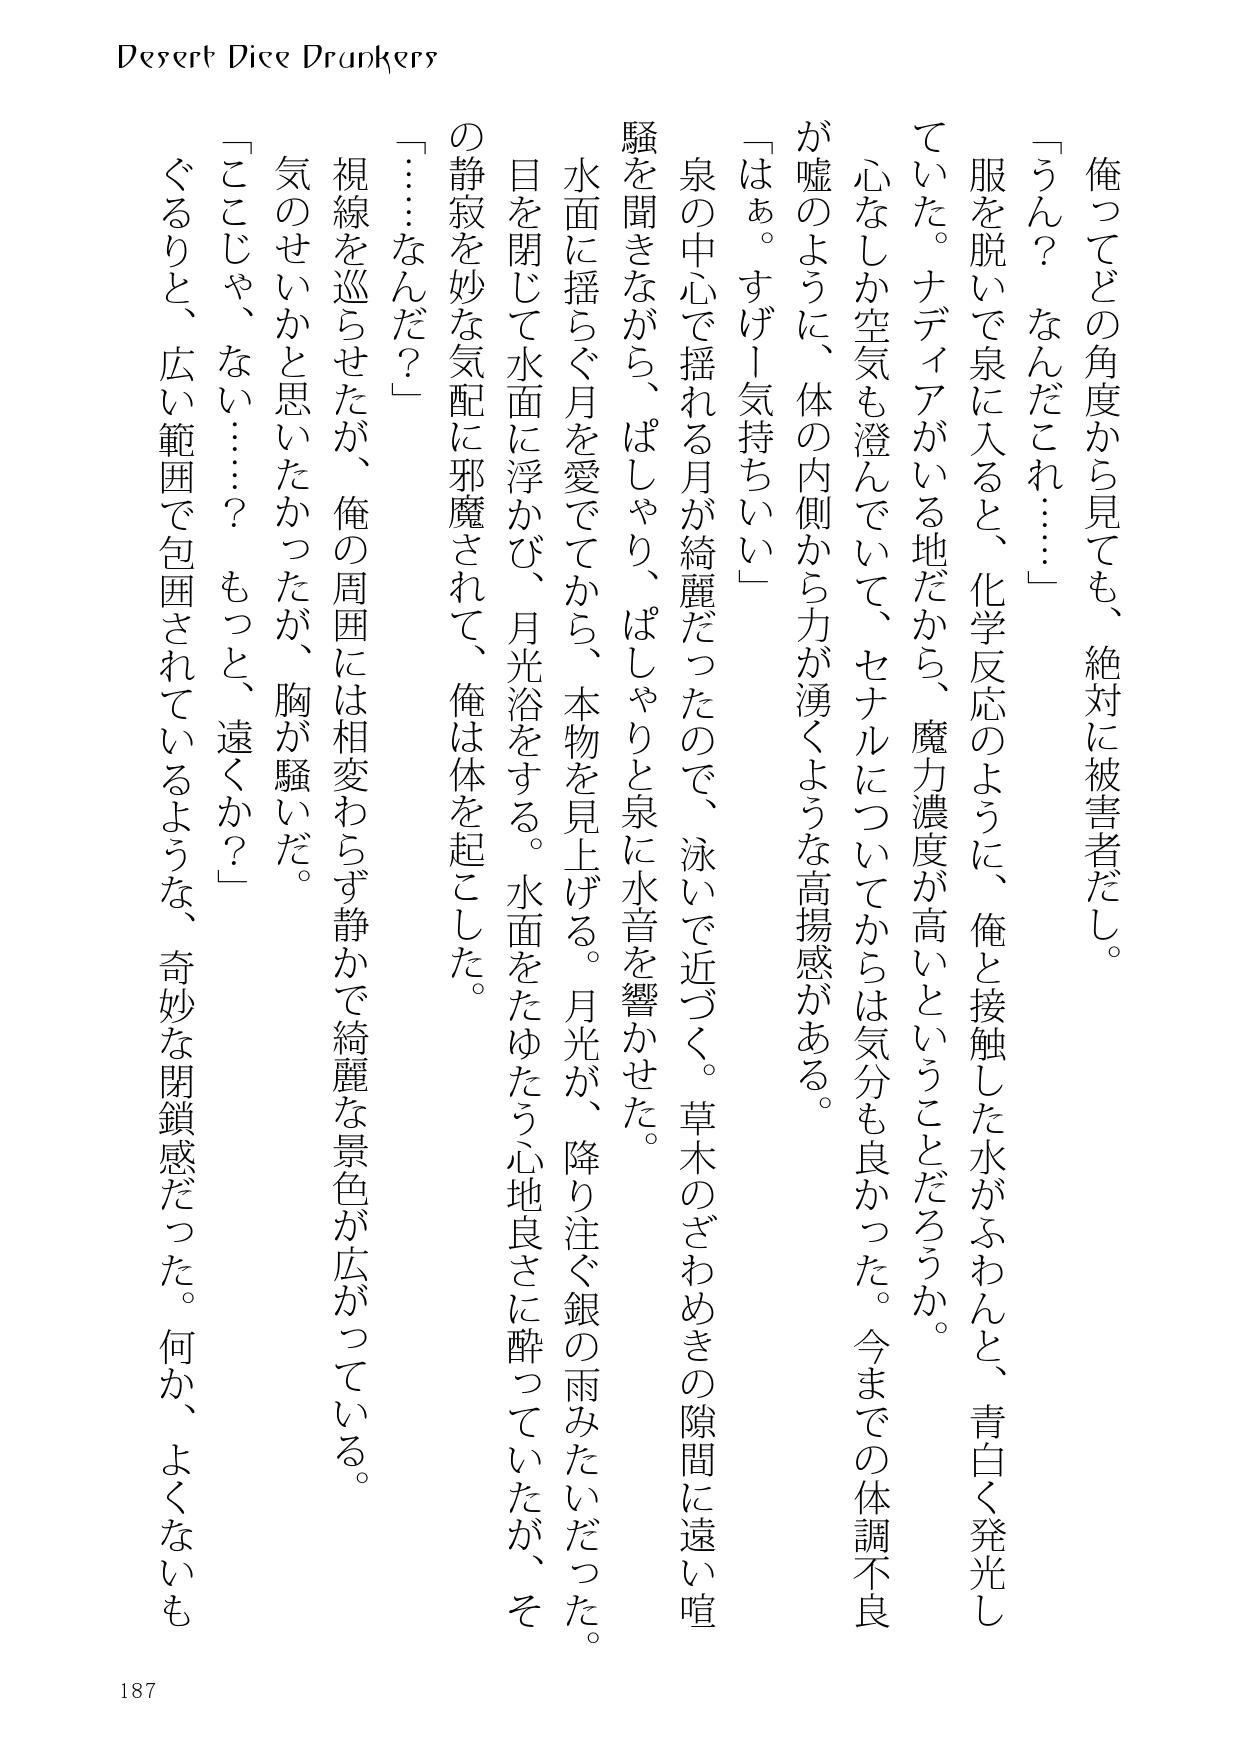 Desert Dice Drunkers
俺ってどの角度から見ても、絶対に被害者だし。
「うん？　なんだこれ……」
服を脱いで泉に入ると、化学反応のように、俺と接触した水がふわんと、青白く発光し
ていた。ナディアがいる地だから、魔力濃度が高いということだろうか。
心なしか空気も澄んでいて、セナルについてからは気分も良かった。今までの体調不良
が嘘のように、体の内側から力が湧くような高揚感がある。
「はぁ。すげー気持ちいい」
泉の中心で揺れる月が綺麗だったので、泳いで近づく。草木のざわめきの隙間に遠い喧
騒を聞きながら、ぱしゃり、ぱしゃりと泉に水音を響かせた。
水面に揺らぐ月を愛でてから、本物を見上げる。月光が、降り注ぐ銀の雨みたいだった。
目を閉じて水面に浮かび、月光浴をする。水面をたゆたう心地良さに酔っていたが、そ
の静寂を妙な気配に邪魔されて、俺は体を起こした。
「……なんだ？」
視線を巡らせたが、俺の周囲には相変わらず静かで綺麗な景色が広がっている。
気のせいかと思いたかったが、胸が騒いだ。
「ここじゃ、ない……？　もっと、遠くか？」
ぐるりと、広い範囲で包囲されているような、奇妙な閉鎖感だった。何か、よくないも
187